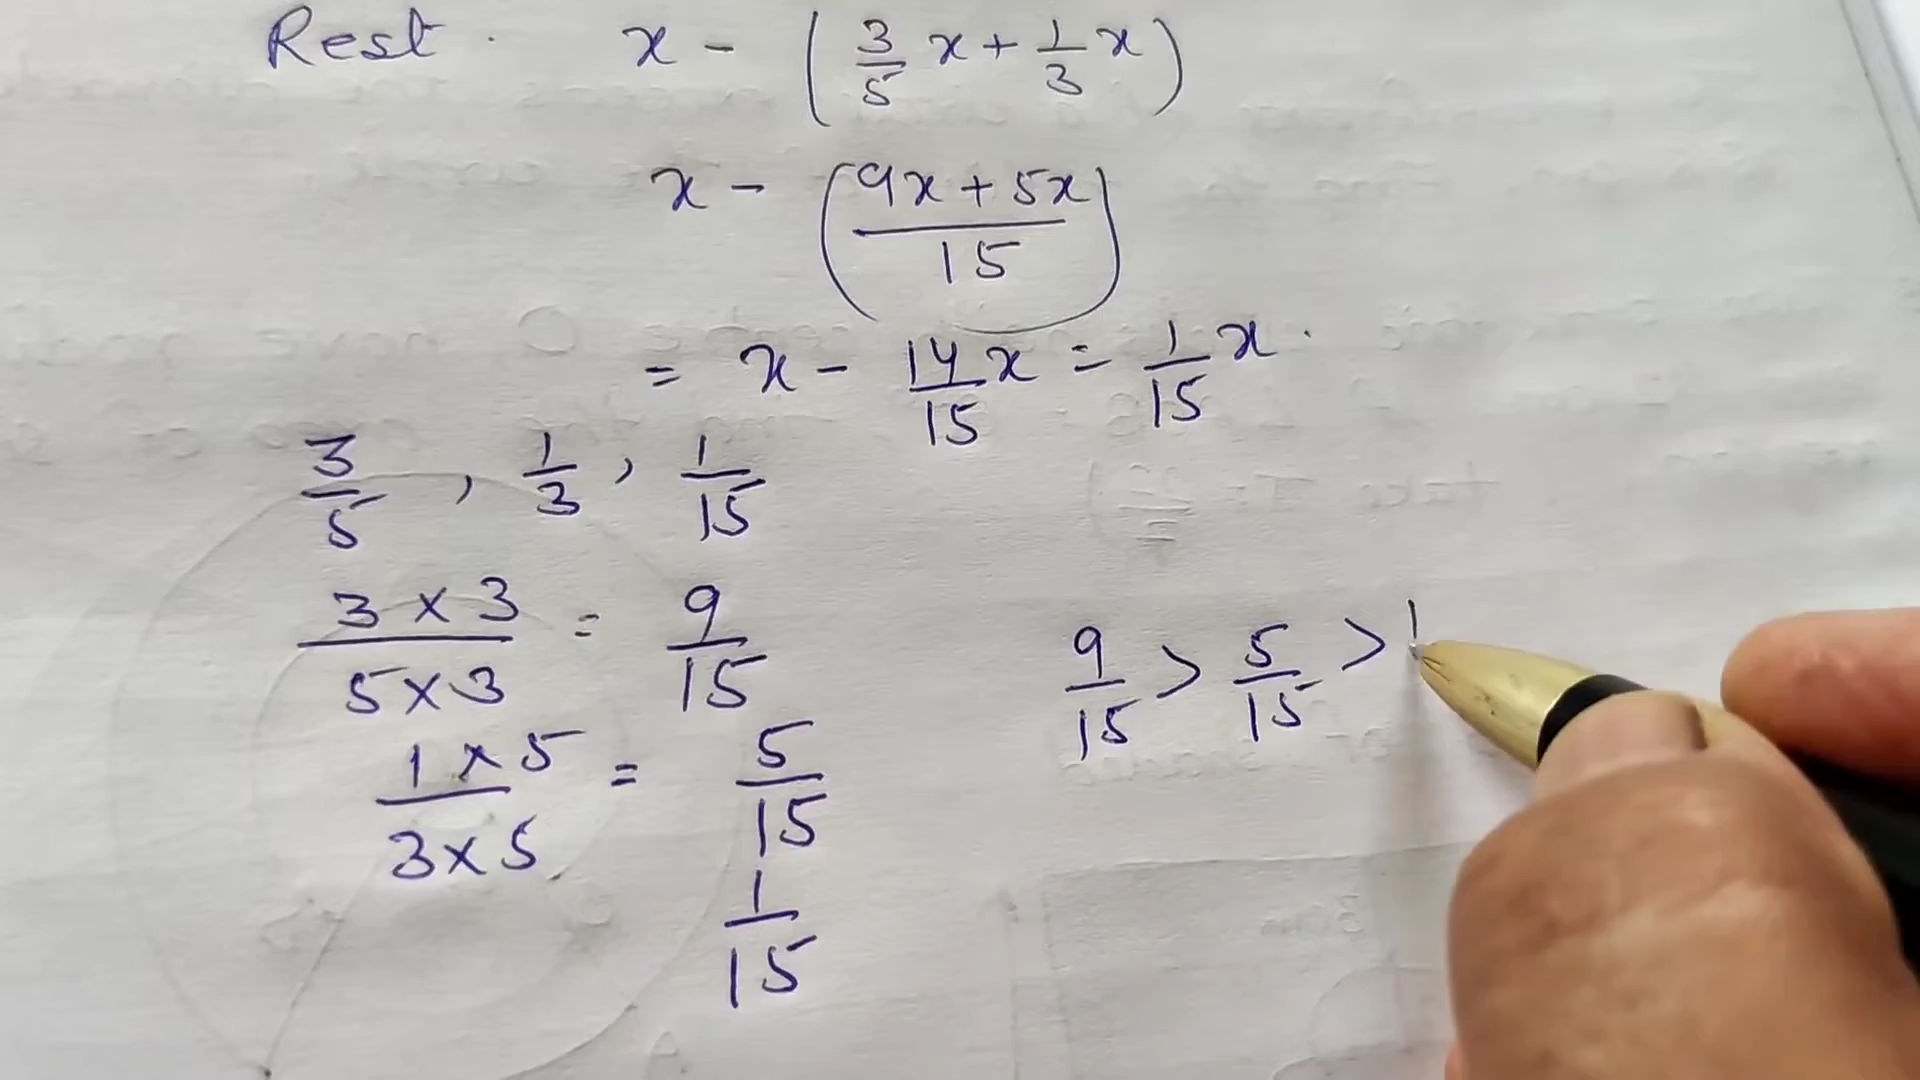 Rest. x - (3/5 x + 1/3 x)
x - ((9x + 5x)/15)
= x - 14/15 x = 1/15 x.
3/5, 1/3, 1/15
(3 x 3)/(5 x 3) = 9/15
9/15 > 5/15 > 1
(1 x 5)/(3 x 5) = 5/15
1/15